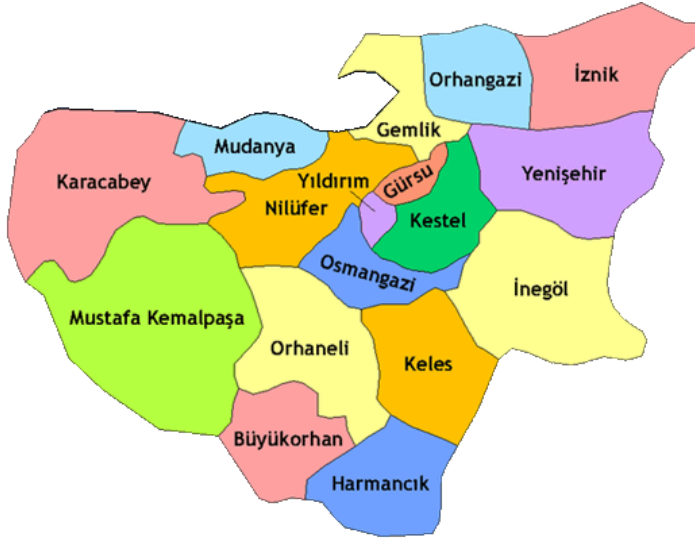 Orhangazi
İznik
Gemlik
Mudanya
Karacabey
Yıldırım
Gürsu
Yenişehir
Nilüfer
Kestel
Osmangazi
İnegöl
Mustafa Kemalpaşa
Orhaneli
Keles
Büyükorhan
Harmancık